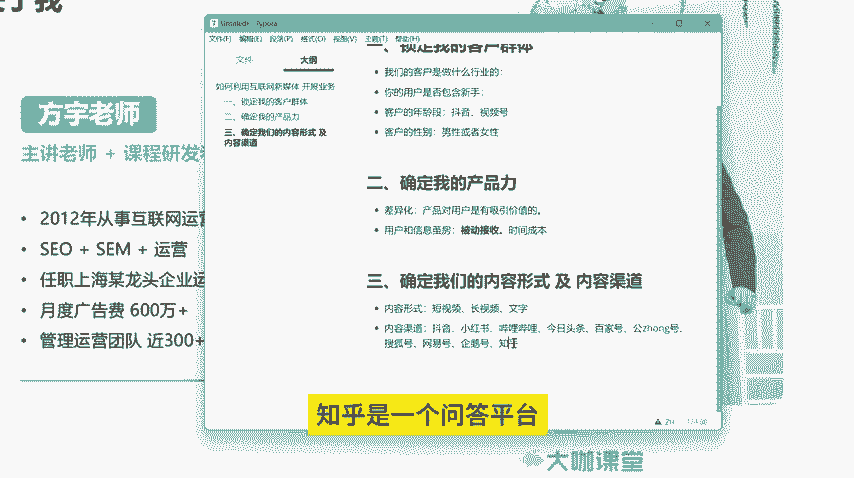 Typora
文件(F) 编辑(E) 段落(P) 格式(O) 视图(V) 主题(T) 帮助(H)
文件 大纲
如何利用互联网新媒体 开展业务
一、锁定我的客户群体
二、确定我的产品力
三、确定我们的内容形式 及
内容渠道
一、锁定我的客户群体
我们的客户是做什么行业的:
你的用户是否包含新手:
客户的年龄段：抖音、视频号
客户的性别：男性或者女性
二、确定我的产品力
差异化：产品对用户是有吸引价值的。
用户和信息茧房：被动接收。时间成本
三、确定我们的内容形式 及 内容渠道
内容形式：短视频、长视频、文字
内容渠道：抖音、小红书、哔哩哔哩、今日头条、百家号、公zhong号、
搜狐号、网易号、企鹅号、知
方宇老师
主讲老师 + 课程研发
2012年从事互联网运营
SEO + SEM + 运营
任职上海某龙头企业运
月度广告费 600万+
管理运营团队 近300+
知乎是一个问答平台
大咖课堂